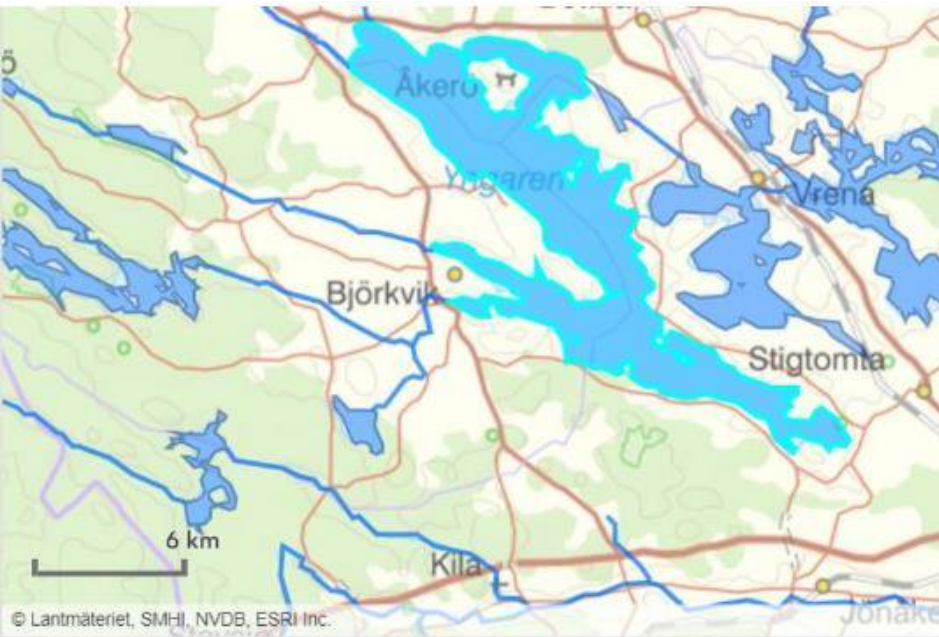 ö
Åkerö
Yngaren
Vrena
Björkvik
Stigtomta
6 km
Kila
© Lantmäteriet, SMHI, NVDB, ESRI Inc.